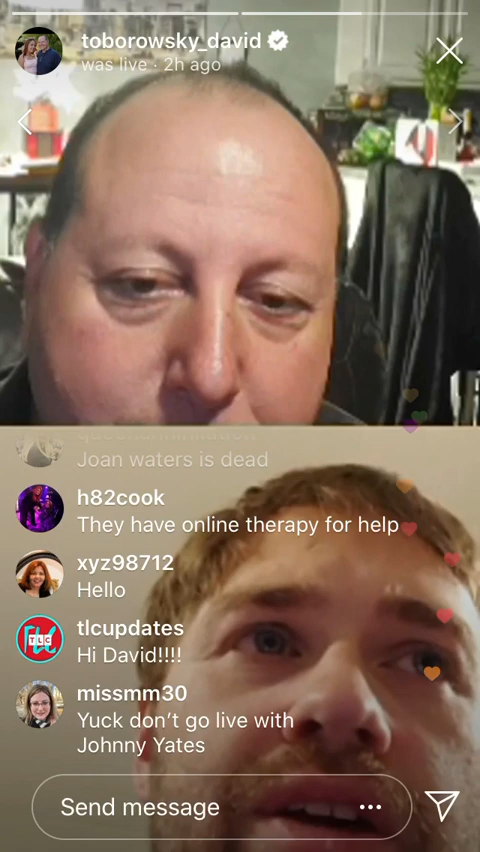 toborowsky_david
was live · 2h ago
Joan waters is dead
h82cook
They have online therapy for help
xyz98712
Hello
TLC
tlcupdates
Hi David!!!!
missmm30
Yuck don’t go live with
Johnny Yates
Send message